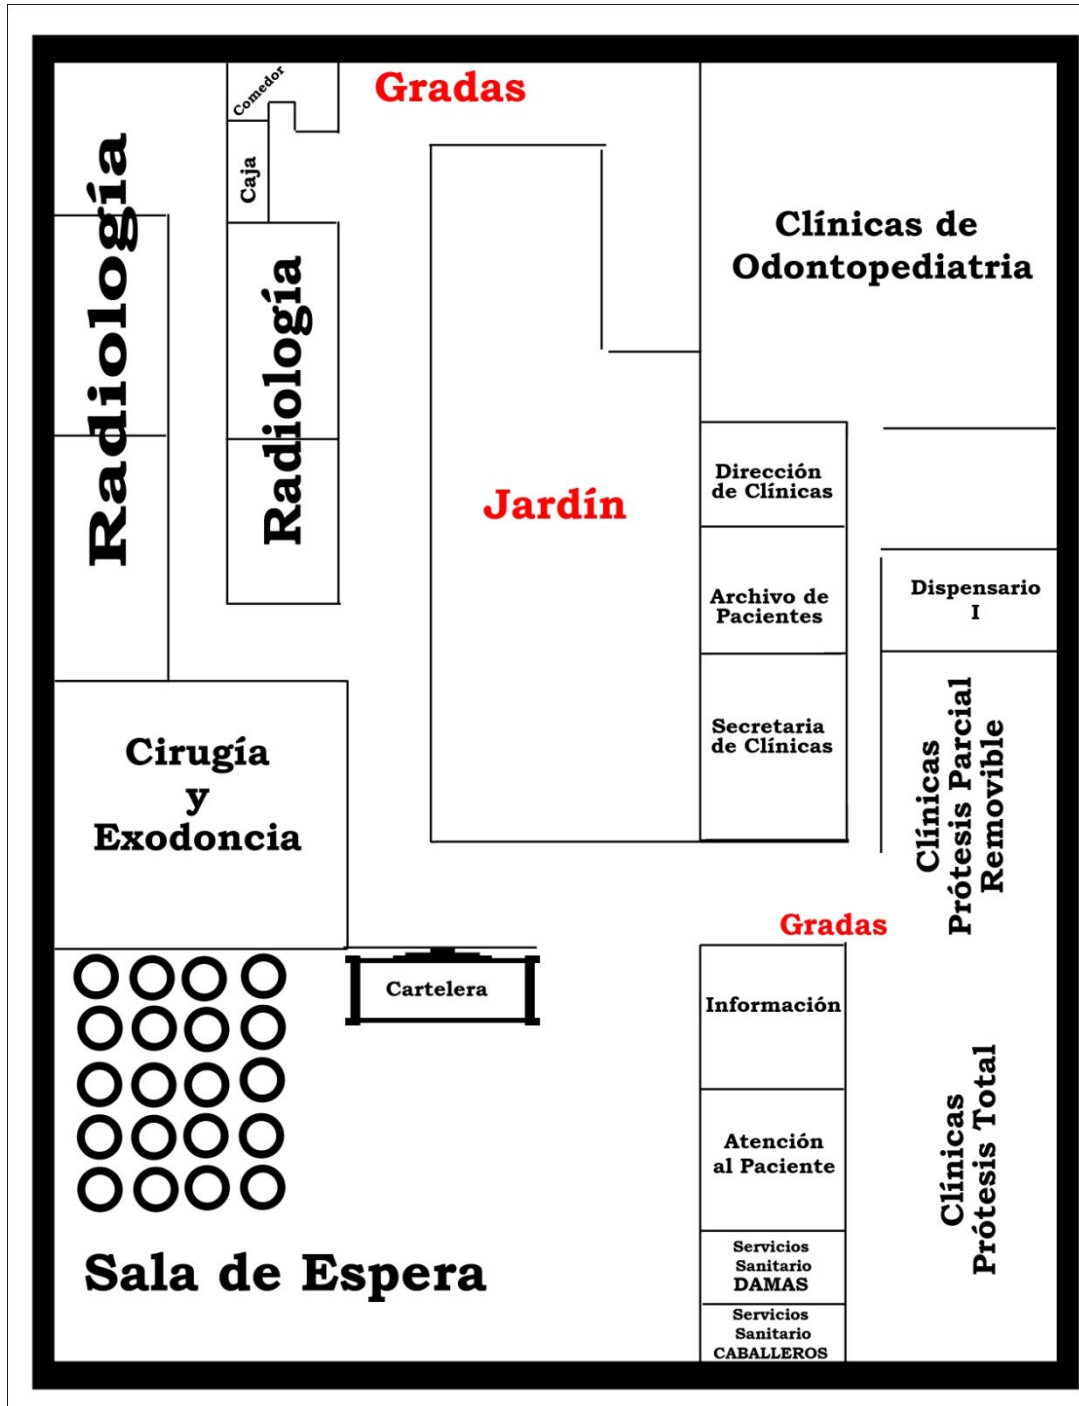 Comedor
Gradas
Caja
Radiología
Radiología
Clínicas de
Odontopediatria
Jardín
Dirección
de Clínicas
Archivo de
Pacientes
Secretaria
de Clínicas
Dispensario
I
Clínicas
Prótesis Parcial
Removible
Cirugía
y
Exodoncia
Gradas
Cartelera
Información
Atención
al Paciente
Clínicas
Prótesis Total
Servicios
Sanitario
DAMAS
Servicios
Sanitario
CABALLEROS
Sala de Espera